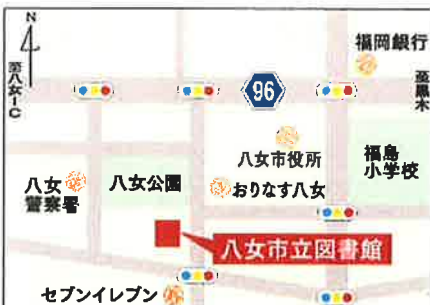 N
至八女IC
福岡銀行
至黒木
96
八女市役所
福島
小学校
八女
警察署
八女公園
おりなす八女
八女市立図書館
セブンイレブン